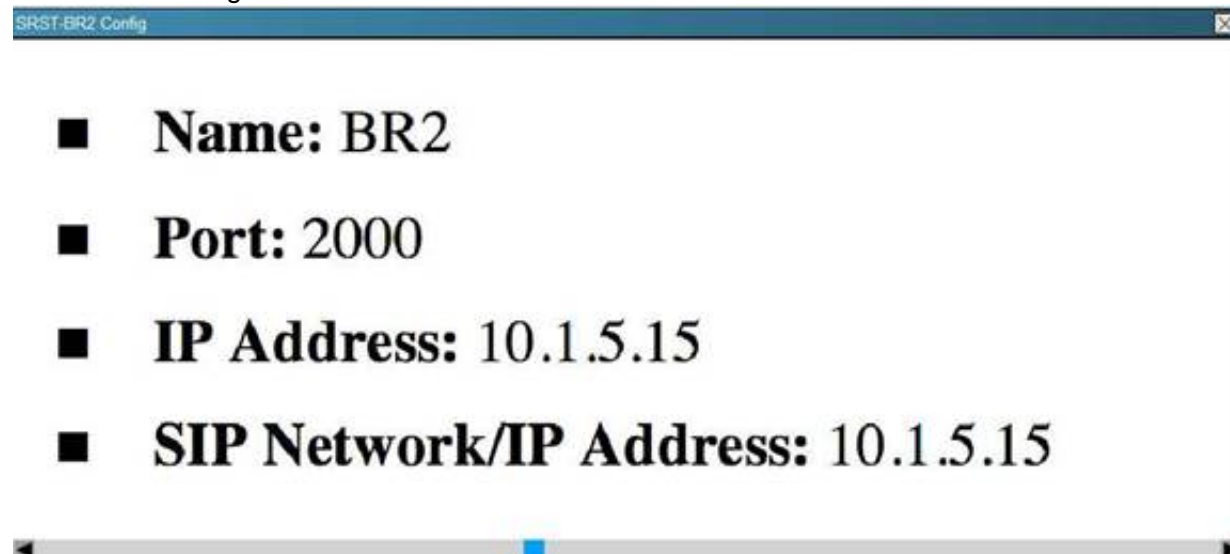 SRST-BR2 Config
■ Name: BR2
■ Port: 2000
■ IP Address: 10.1.5.15
■ SIP Network/IP Address: 10.1.5.15